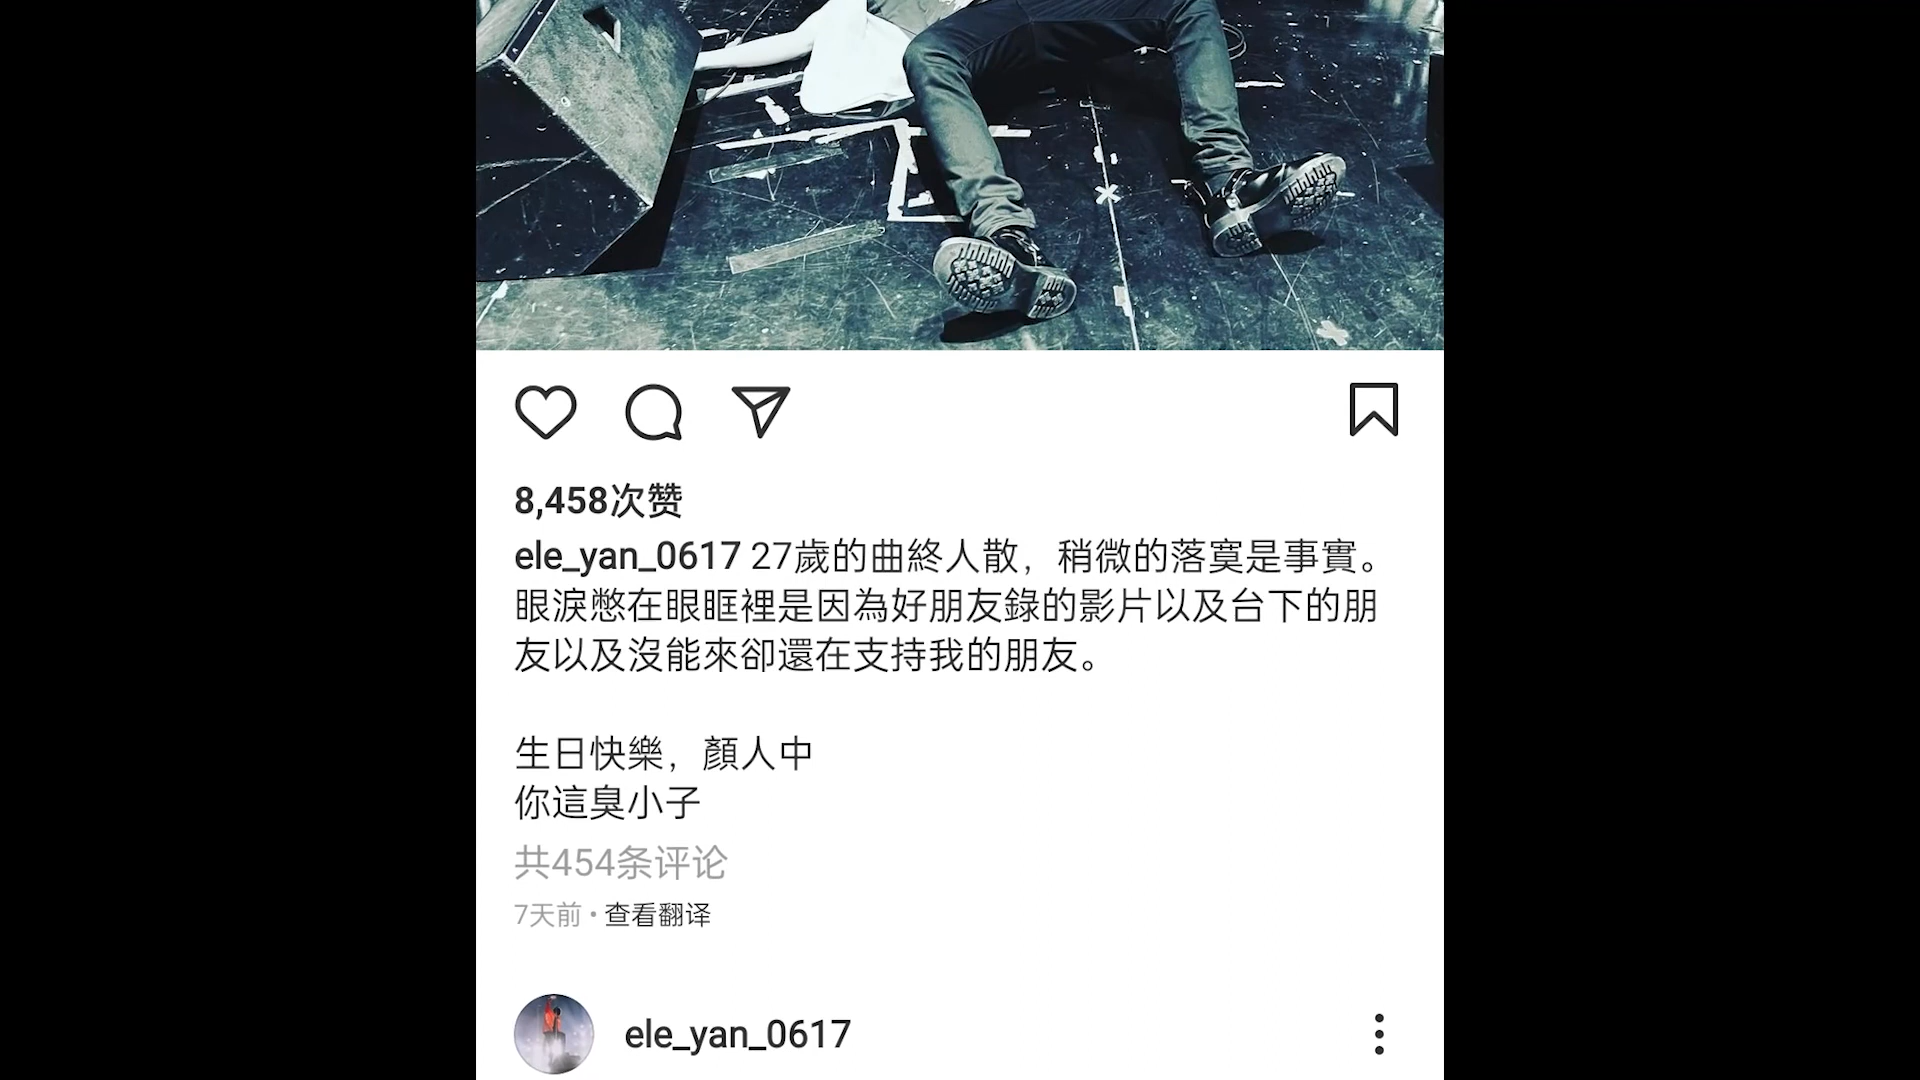 8,458次赞
ele_yan_0617 27歲的曲終人散，稍微的落寞是事實。
眼淚憋在眼眶裡是因為好朋友錄的影片以及台下的朋
友以及沒能來卻還在支持我的朋友。
生日快樂，顏人中
你這臭小子
共454条评论
7天前 • 查看翻译
ele_yan_0617